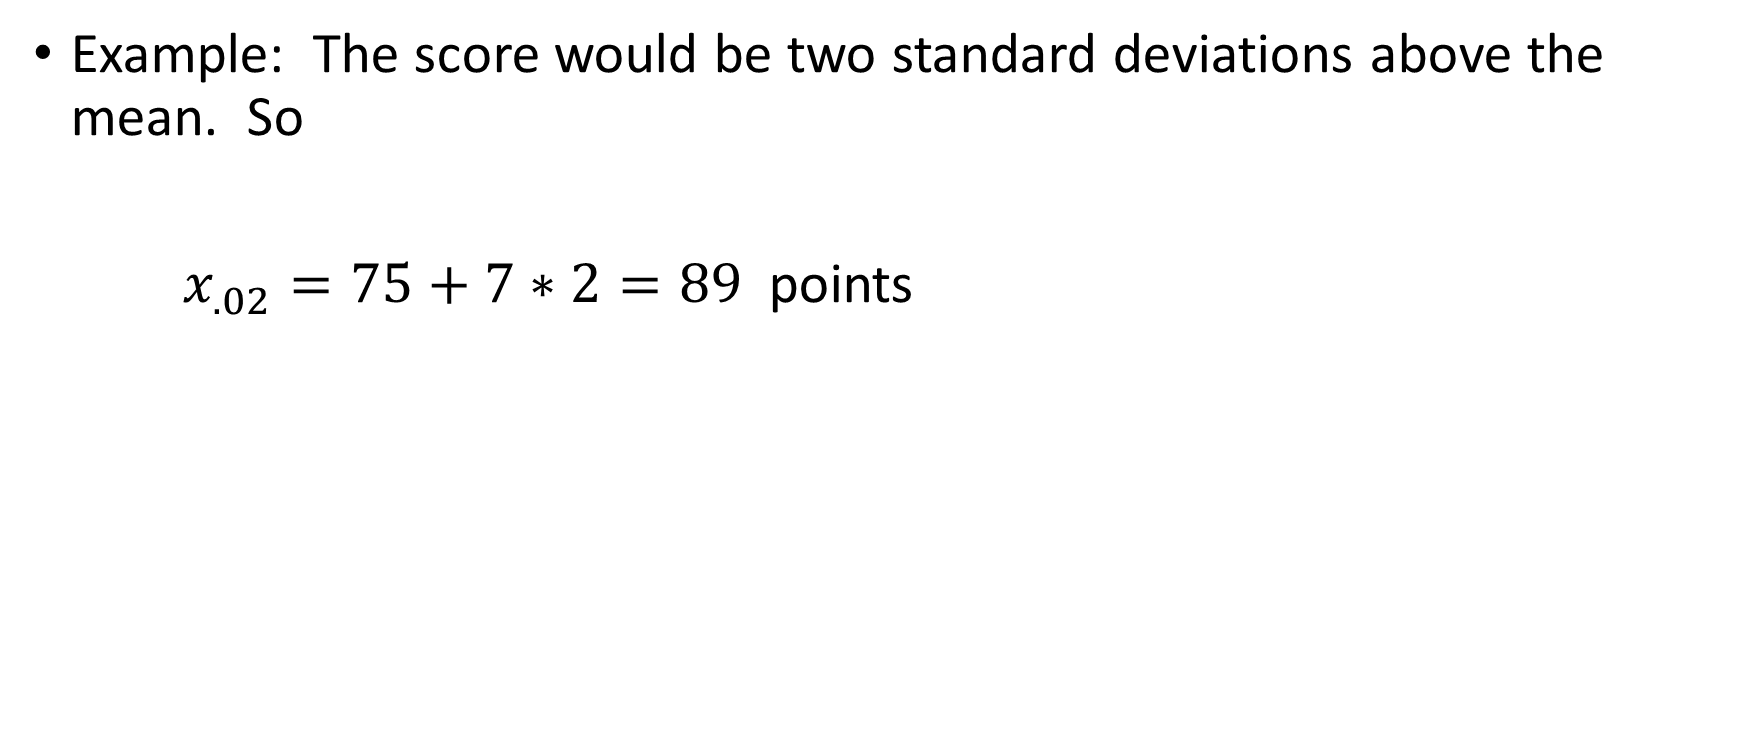 • Example:  The score would be two standard deviations above the
mean.  So
x.02 = 75 + 7 ∗ 2 = 89  points